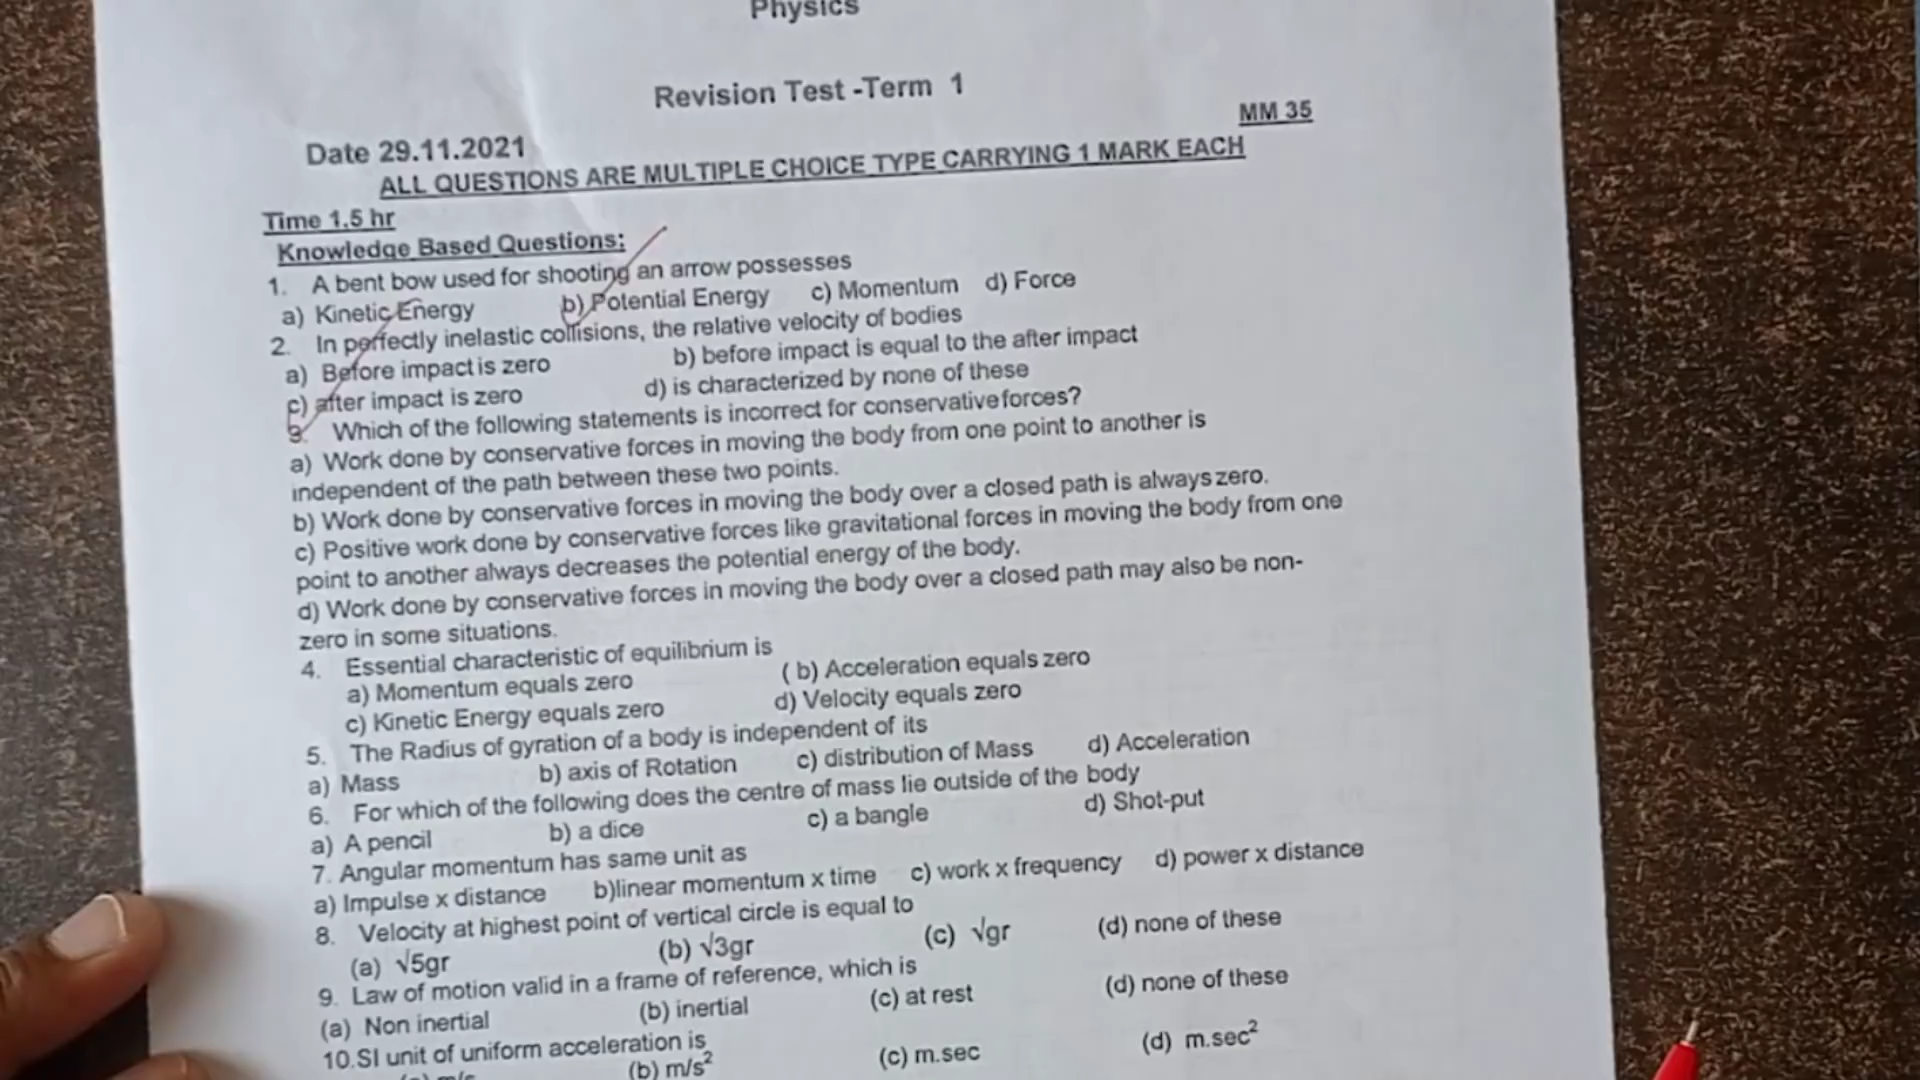 Physics
Revision Test -Term 1
MM 35
Date 29.11.2021
ALL QUESTIONS ARE MULTIPLE CHOICE TYPE CARRYING 1 MARK EACH
Time 1.5 hr
Knowledge Based Questions:
1. A bent bow used for shooting an arrow possesses
a) Kinetic Energy b) Potential Energy c) Momentum d) Force
2. In perfectly inelastic collisions, the relative velocity of bodies
a) Before impact is zero b) before impact is equal to the after impact
c) after impact is zero d) is characterized by none of these
3. Which of the following statements is incorrect for conservative forces?
a) Work done by conservative forces in moving the body from one point to another is
independent of the path between these two points.
b) Work done by conservative forces in moving the body over a closed path is always zero.
c) Positive work done by conservative forces like gravitational forces in moving the body from one
point to another always decreases the potential energy of the body.
d) Work done by conservative forces in moving the body over a closed path may also be non-
zero in some situations.
4. Essential characteristic of equilibrium is
a) Momentum equals zero ( b) Acceleration equals zero
c) Kinetic Energy equals zero d) Velocity equals zero
5. The Radius of gyration of a body is independent of its
a) Mass b) axis of Rotation c) distribution of Mass d) Acceleration
6. For which of the following does the centre of mass lie outside of the body
a) A pencil b) a dice c) a bangle d) Shot-put
7. Angular momentum has same unit as
a) Impulse x distance b)linear momentum x time c) work x frequency d) power x distance
8. Velocity at highest point of vertical circle is equal to
(a) √5gr (b) √3gr (c) √gr (d) none of these
9. Law of motion valid in a frame of reference, which is
(a) Non inertial (b) inertial (c) at rest (d) none of these
10.SI unit of uniform acceleration is
(b) m/s² (c) m.sec (d) m.sec²